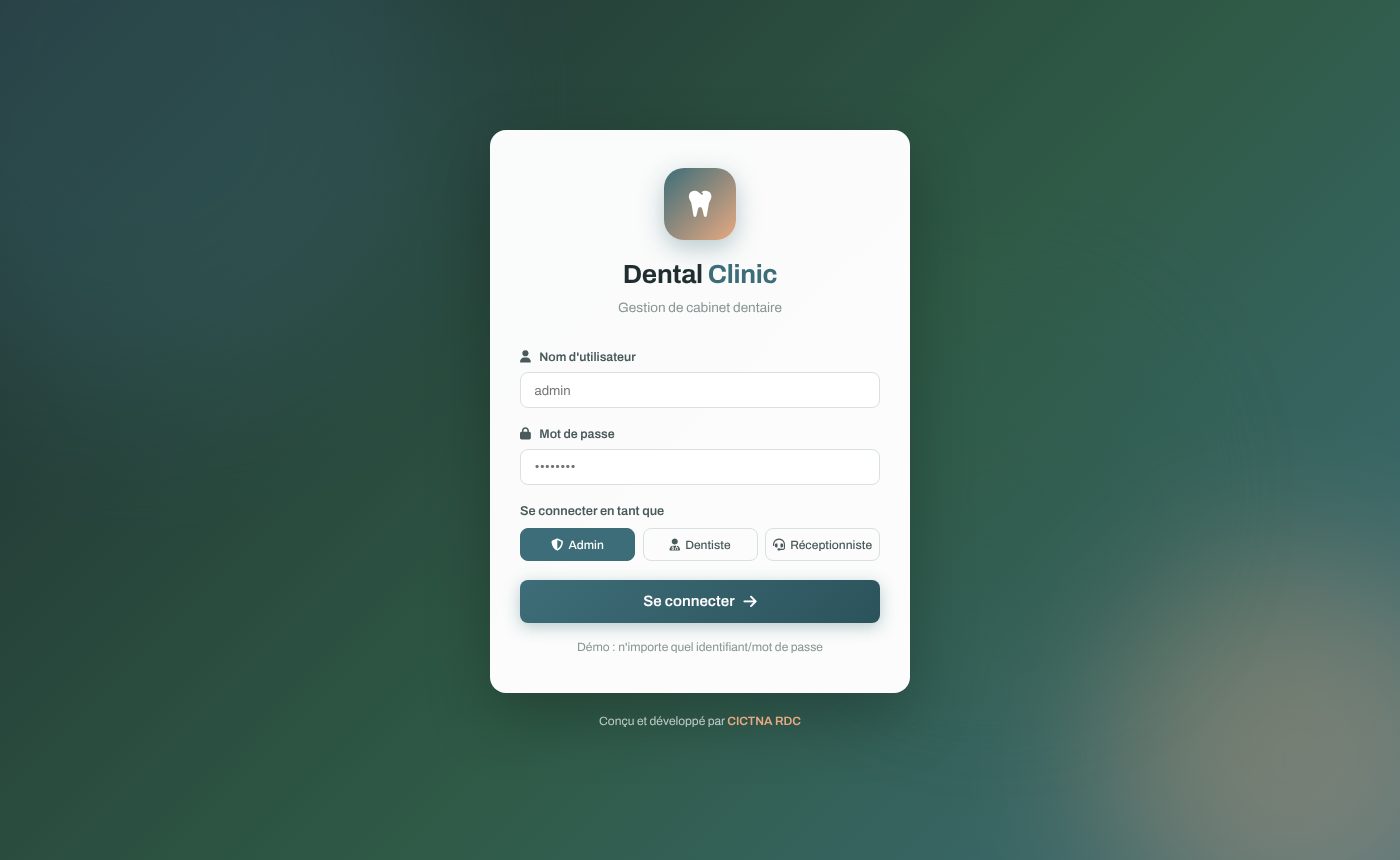 Dental Clinic
Gestion de cabinet dentaire
Nom d'utilisateur
admin
Mot de passe
••••••••
Se connecter en tant que
Admin Dentiste Réceptionniste
Se connecter →
Démo : n'importe quel identifiant/mot de passe
Conçu et développé par CICTNA RDC